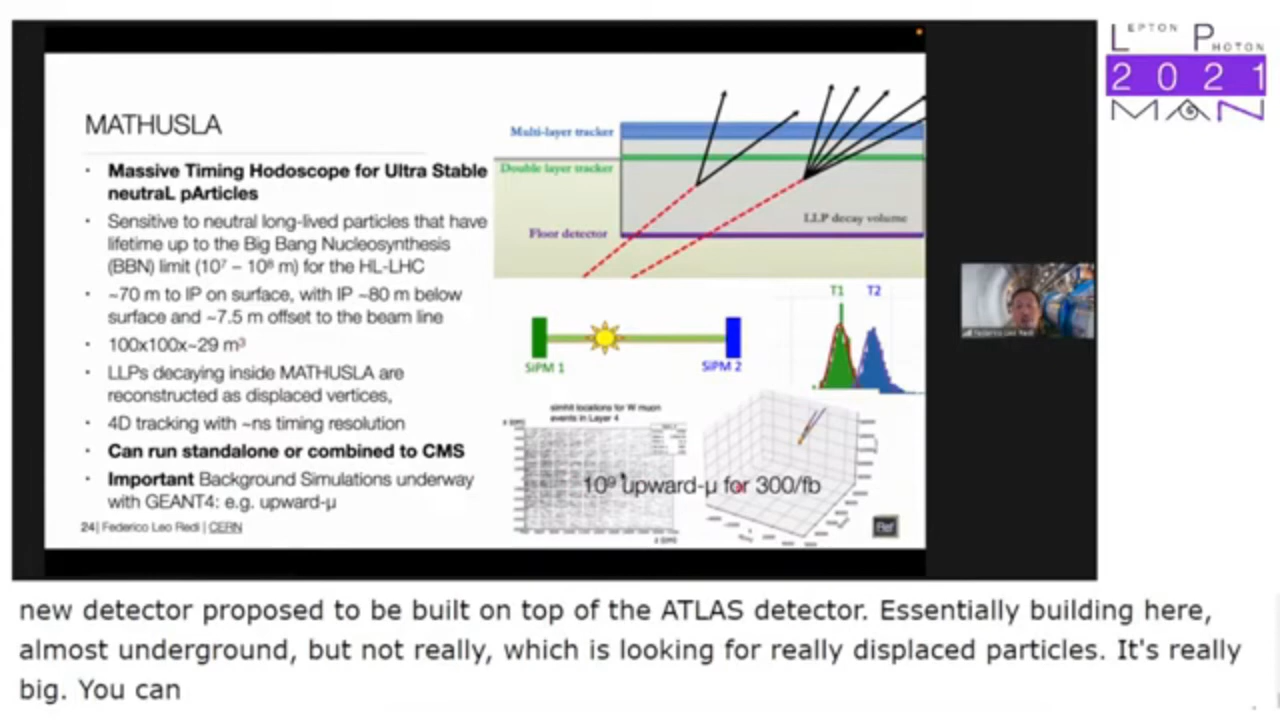 LEPTON PHOTON
2021
MAN
MATHUSLA
• Massive Timing Hodoscope for Ultra Stable
neutraL pArticles
• Sensitive to neutral long-lived particles that have
lifetime up to the Big Bang Nucleosynthesis
(BBN) limit (10⁷ – 10⁸ m) for the HL-LHC
• ~70 m to IP on surface, with IP ~80 m below
surface and ~7.5 m offset to the beam line
• 100x100x~29 m³
• LLPs decaying inside MATHUSLA are
reconstructed as displaced vertices,
• 4D tracking with ~ns timing resolution
• Can run standalone or combined to CMS
• Important Background Simulations underway
with GEANT4: e.g. upward-μ
24| Federico Leo Redi | CERN
Multi-layer tracker
Double layer tracker
LLP decay volume
Floor detector
T1 T2
SiPM 1 SiPM 2
simhit locations for W muon
events in Layer 4
10⁹ upward-μ for 300/fb
Ref
Federico Leo Redi
new detector proposed to be built on top of the ATLAS detector. Essentially building here,
almost underground, but not really, which is looking for really displaced particles. It's really
big. You can